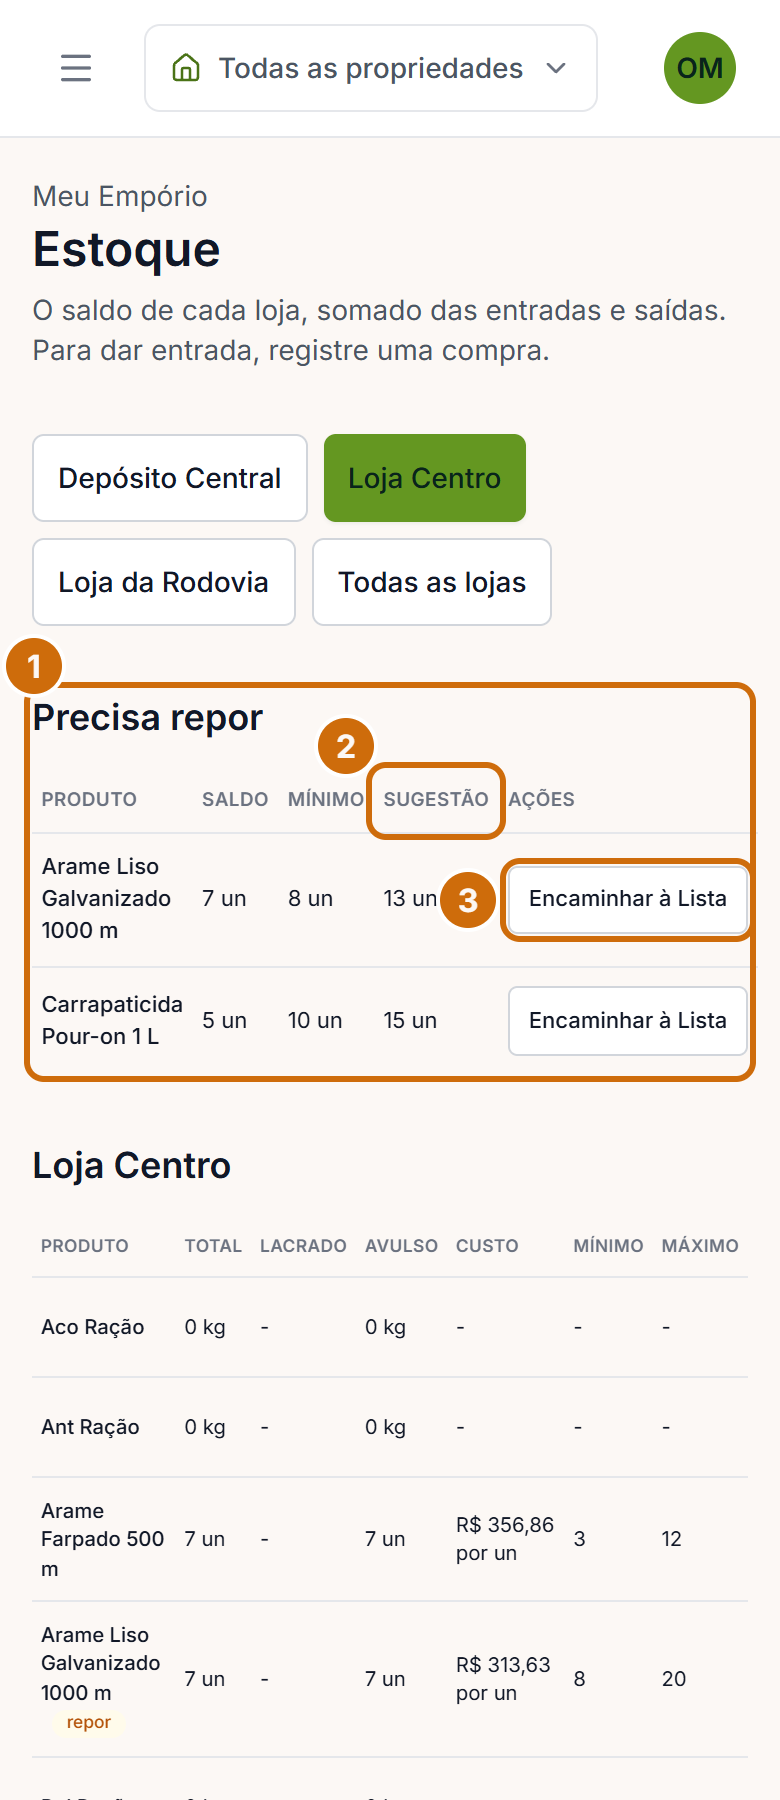 Todas as propriedades
OM
Meu Empório
Estoque
O saldo de cada loja, somado das entradas e saídas.
Para dar entrada, registre uma compra.
Depósito Central
Loja Centro
Loja da Rodovia
Todas as lojas
1
Precisa repor
2
PRODUTO SALDO MÍNIMO SUGESTÃO AÇÕES
Arame Liso
Galvanizado 7 un 8 un 13 un 3 Encaminhar à Lista
1000 m
Carrapaticida
Pour-on 1 L 5 un 10 un 15 un Encaminhar à Lista
Loja Centro
PRODUTO TOTAL LACRADO AVULSO CUSTO MÍNIMO MÁXIMO
Aco Ração 0 kg - 0 kg - - -
Ant Ração 0 kg - 0 kg - - -
Arame
Farpado 500 7 un - 7 un R$ 356,86 por un 3 12
m
Arame Liso
Galvanizado 7 un - 7 un R$ 313,63 por un 8 20
1000 m
repor